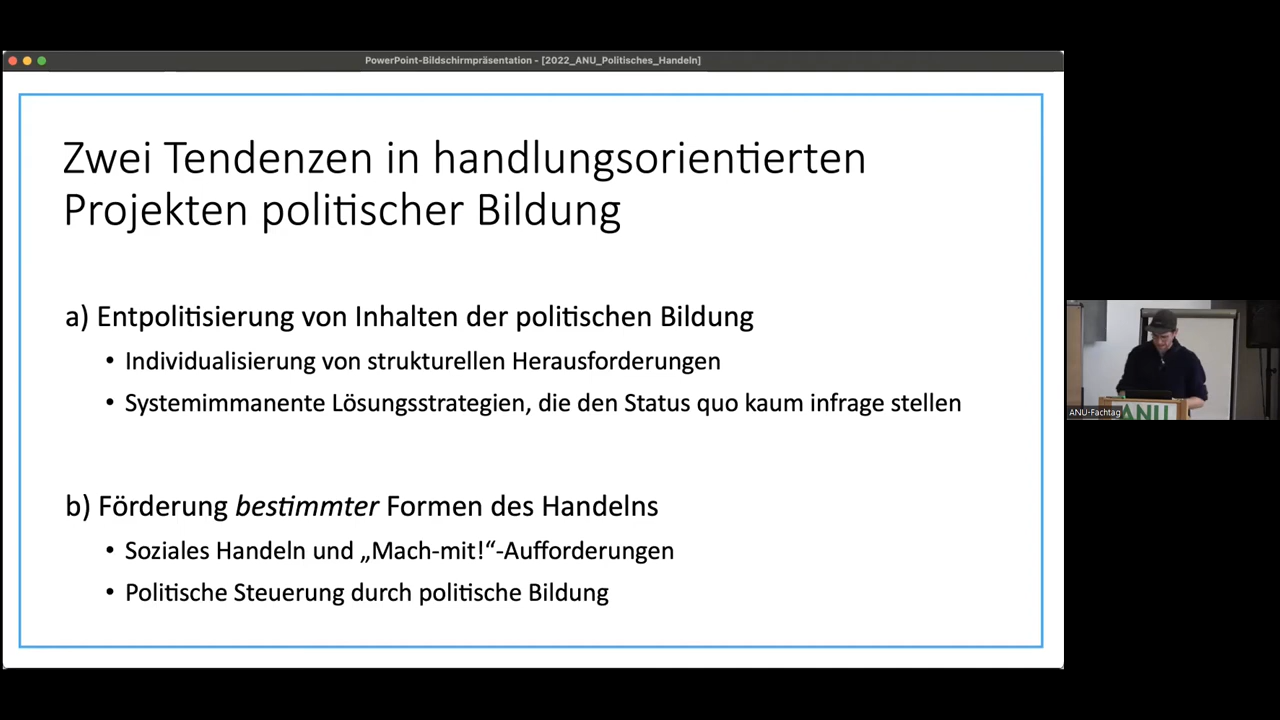 PowerPoint-Bildschirmpräsentation - [2022_ANU_Politisches_Handeln]
Zwei Tendenzen in handlungsorientierten
Projekten politischer Bildung
a) Entpolitisierung von Inhalten der politischen Bildung
• Individualisierung von strukturellen Herausforderungen
• Systemimmanente Lösungsstrategien, die den Status quo kaum infrage stellen
b) Förderung bestimmter Formen des Handelns
• Soziales Handeln und „Mach-mit!“-Aufforderungen
• Politische Steuerung durch politische Bildung
ANU-Fachtag
ANU